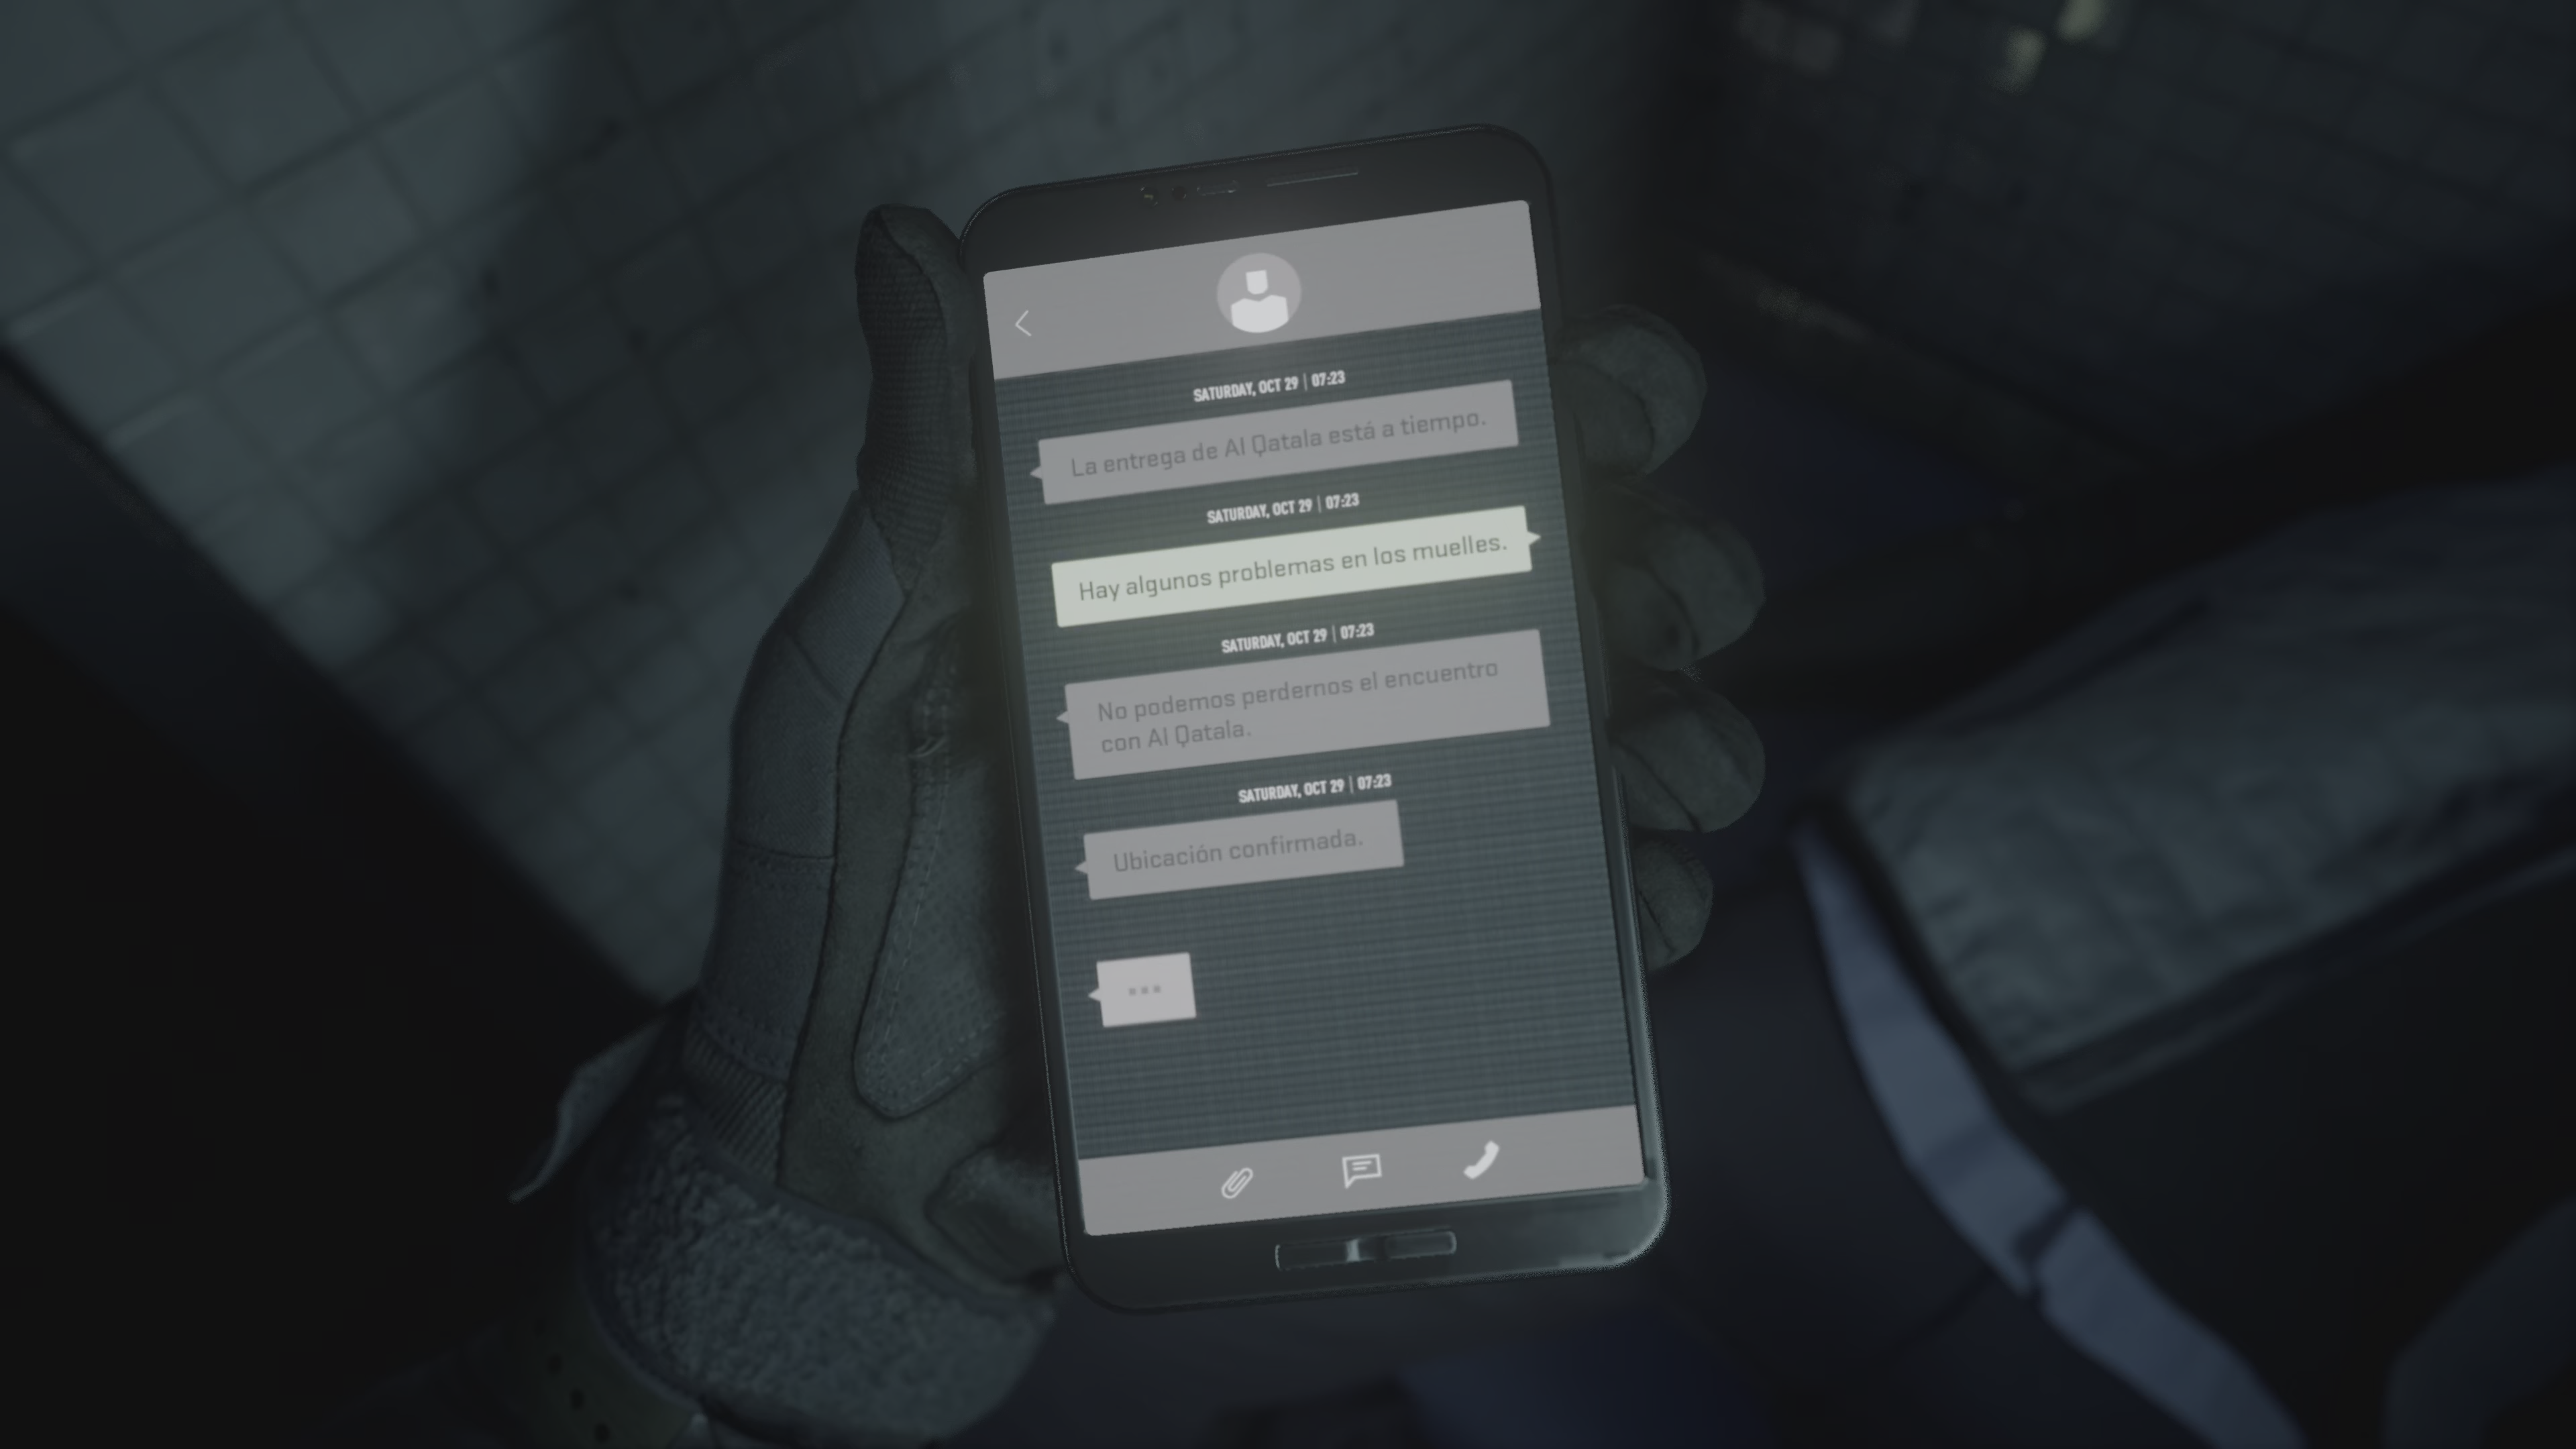 SATURDAY, OCT 29 | 07:23
La entrega de Al Qatala está a tiempo.
SATURDAY, OCT 29 | 07:23
Hay algunos problemas en los muelles.
SATURDAY, OCT 29 | 07:23
No podemos perdernos el encuentro
con Al Qatala.
SATURDAY, OCT 29 | 07:23
Ubicación confirmada.
...